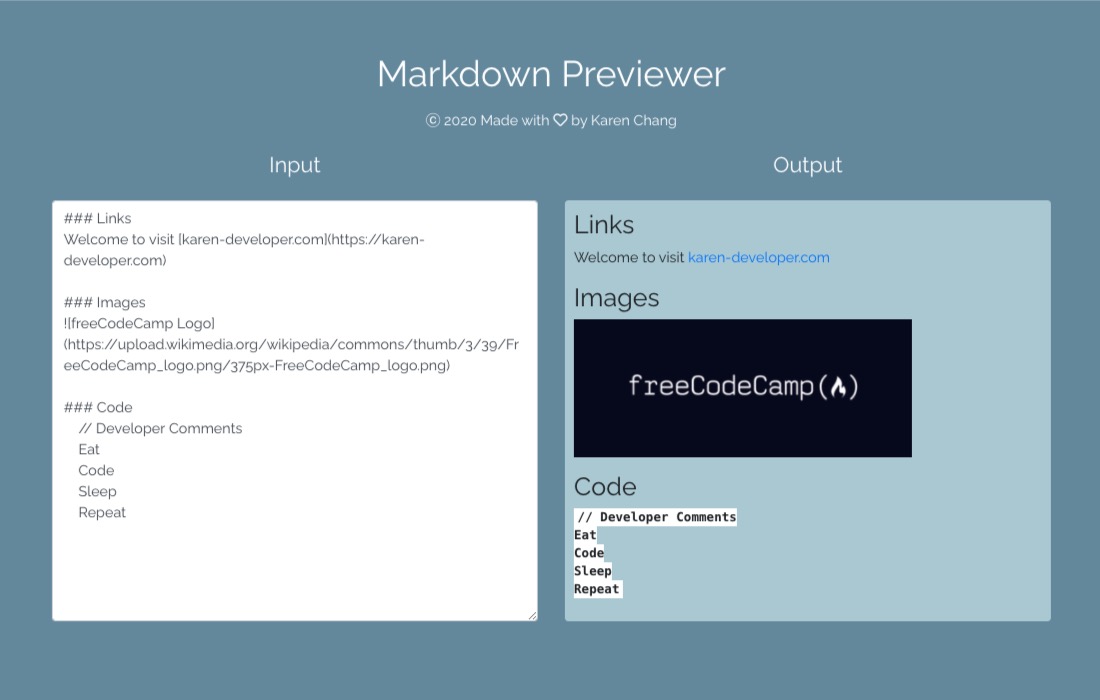 Markdown Previewer
© 2020 Made with ♡ by Karen Chang
Input
### Links
Welcome to visit [karen-developer.com](https://karen-
developer.com)
### Images
![freeCodeCamp Logo]
(https://upload.wikimedia.org/wikipedia/commons/thumb/3/39/Fr
eeCodeCamp_logo.png/375px-FreeCodeCamp_logo.png)
### Code
    // Developer Comments
    Eat
    Code
    Sleep
    Repeat
Output
Links
Welcome to visit karen-developer.com
Images
freeCodeCamp(🔥)
Code
// Developer Comments
Eat
Code
Sleep
Repeat